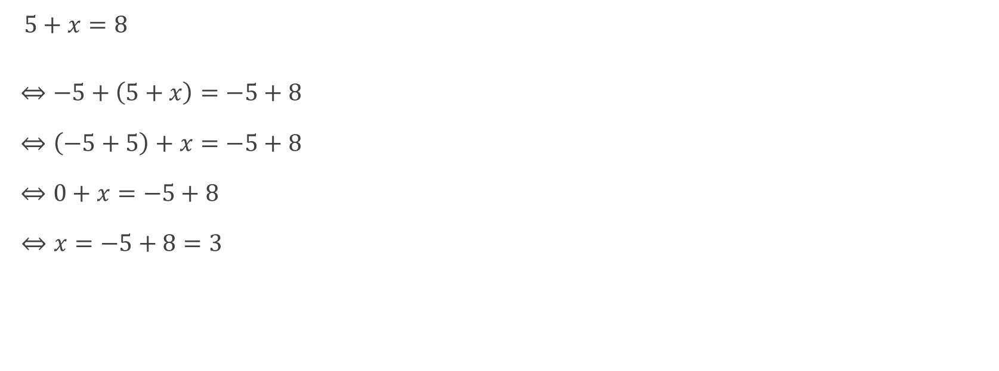 5 + x = 8
⇔ −5 + (5 + x) = −5 + 8
⇔ (−5 + 5) + x = −5 + 8
⇔ 0 + x = −5 + 8
⇔ x = −5 + 8 = 3